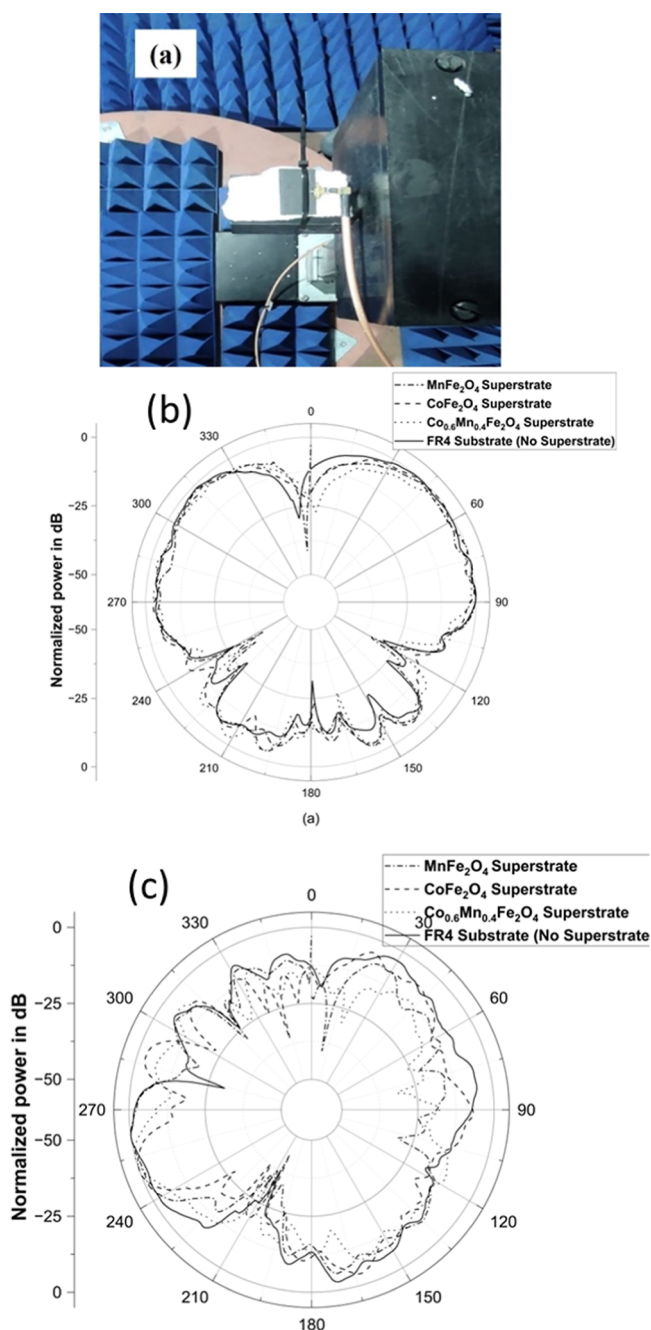 (a)
(b)
MnFe₂O₄ Superstrate
CoFe₂O₄ Superstrate
Co₀.₆Mn₀.₄Fe₂O₄ Superstrate
FR4 Substrate (No Superstrate)
0
330
300
60
270
90
240
120
210
150
180
Normalized power in dB
0
−25
−50
−50
−25
0
(a)
(c)
MnFe₂O₄ Superstrate
CoFe₂O₄ Superstrate
Co₀.₆Mn₀.₄Fe₂O₄ Superstrate
FR4 Substrate (No Superstrate
0
330
30
300
60
270
90
240
120
210
150
180
Normalized power in dB
0
−25
−50
−50
−25
0